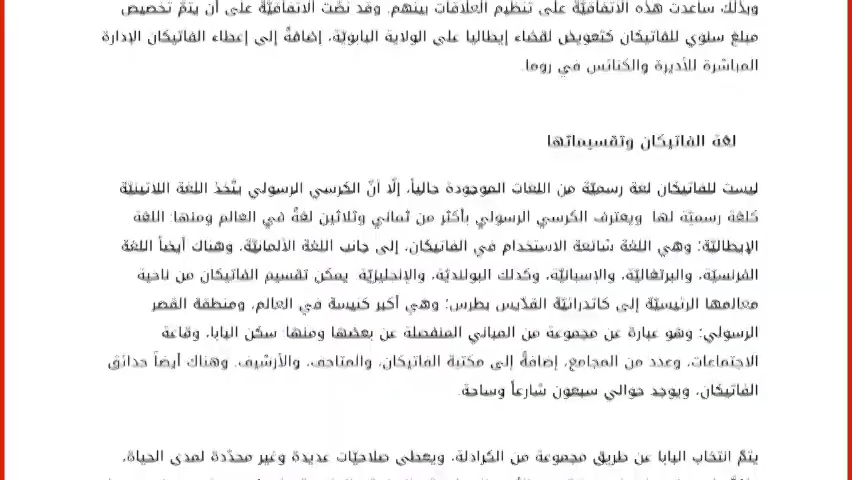 وبذلك ساعدت هذه الاتفاقيّة على تنظيم العلاقات بينهم. وقد نصّت الاتفاقيّة على أن يتمّ تخصيص
مبلغ سنوي للفاتيكان كتعويض لقضاء إيطاليا على الولاية البابويّة، إضافةً إلى إعطاء الفاتيكان الإدارة
المباشرة للأديرة والكنائس في روما.
لغة الفاتيكان وتقسيماتها
ليست للفاتيكان لغة رسميّة من اللغات الموجودة حالياً، إلّا أنّ الكرسي الرسولي يتّخذ اللغة اللاتينيّة
كلغة رسميّة لها. ويعترف الكرسي الرسولي بأكثر من ثماني وثلاثين لغةً في العالم ومنها: اللغة
الإيطاليّة؛ وهي اللغة شائعة الاستخدام في الفاتيكان، إلى جانب اللغة الألمانيّة، وهناك أيضاً اللغة
الفرنسيّة، والبرتغاليّة، والإسبانيّة، وكذلك البولنديّة، والإنجليزيّة. يمكن تقسيم الفاتيكان من ناحية
معالمها الرئيسيّة إلى كاتدرائيّة القدّيس بطرس؛ وهي أكبر كنيسة في العالم، ومنطقة القصر
الرسولي؛ وهو عبارة عن مجموعة من المباني المنفصلة عن بعضها ومنها: سكن البابا، وقاعة
الاجتماعات، وعدد من المجامع، إضافةً إلى مكتبة الفاتيكان، والمتاحف، والأرشيف. وهناك أيضاً حدائق
الفاتيكان، ويوجد حوالي سبعون شارعاً وساحة.
يتمّ انتخاب البابا عن طريق مجموعة من الكرادلة، ويعطى صلاحيّات عديدة وغير محدّدة لمدى الحياة،